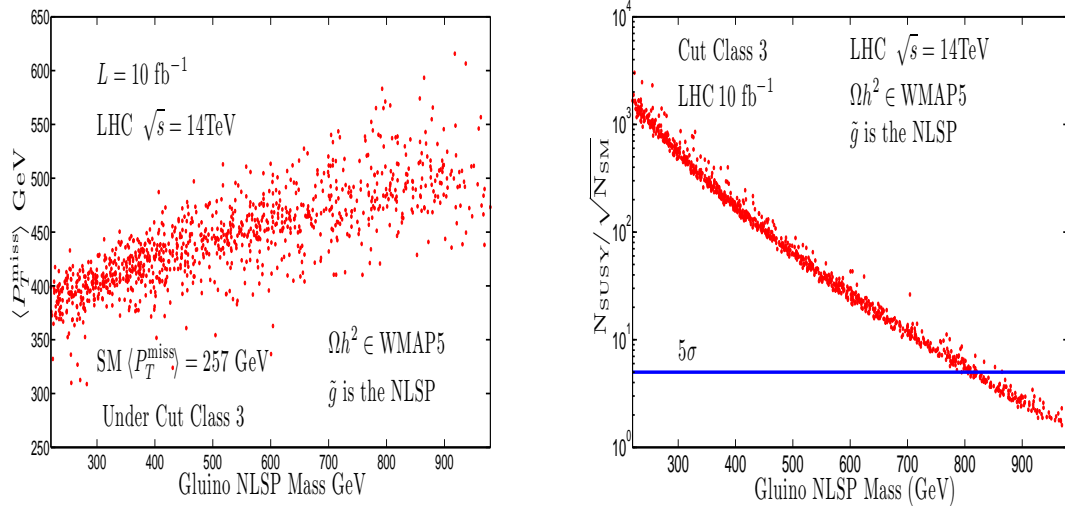 650
600
550
500
450
400
350
300
250
⟨P_T^miss⟩ GeV
L = 10 fb⁻¹
LHC √s = 14TeV
SM ⟨P_T^miss⟩ = 257 GeV
Under Cut Class 3
Ωh² ∈ WMAP5
g̃ is the NLSP
300 400 500 600 700 800 900
Gluino NLSP Mass GeV
10⁴
10³
10²
10¹
10⁰
N_SUSY/√N_SM
Cut Class 3
LHC 10 fb⁻¹
LHC √s = 14TeV
Ωh² ∈ WMAP5
g̃ is the NLSP
5σ
300 400 500 600 700 800 900
Gluino NLSP Mass (GeV)